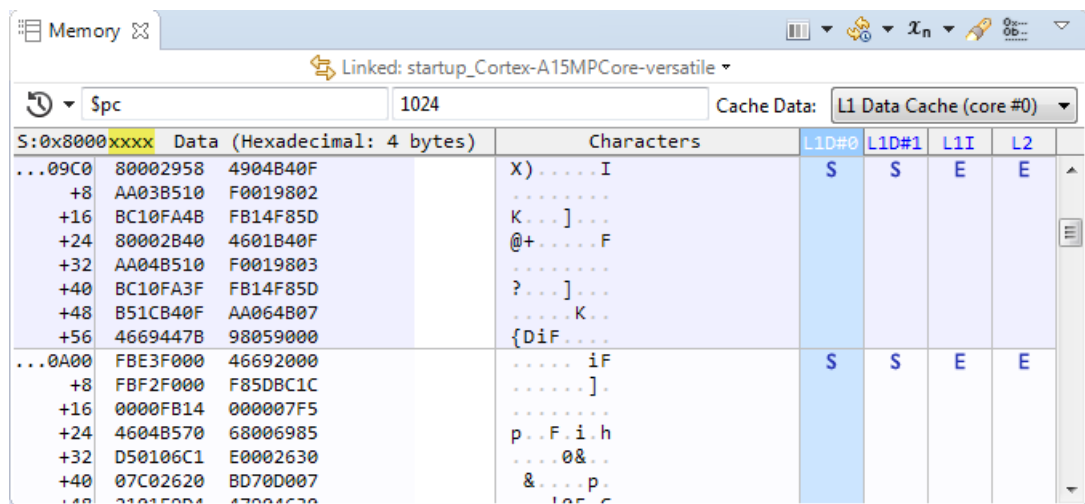 Memory
Linked: startup_Cortex-A15MPCore-versatile
$pc 1024 Cache Data: L1 Data Cache (core #0)
S:0x8000xxxx Data (Hexadecimal: 4 bytes) Characters L1D#0 L1D#1 L1I L2
...09C0 80002958 4904B40F X).....I S S E E
+8 AA03B510 F0019802 ........
+16 BC10FA4B FB14F85D K...]...
+24 80002B40 4601B40F @+.....F
+32 AA04B510 F0019803 ........
+40 BC10FA3F FB14F85D ?...]...
+48 B51CB40F AA064B07 .....K..
+56 4669447B 98059000 {DiF....
...0A00 FBE3F000 46692000 ..... iF S S E E
+8 FBF2F000 F85DBC1C ......].
+16 0000FB14 000007F5 ........
+24 4604B570 68006985 p..F.i.h
+32 D50106C1 E0002630 ....0&..
+40 07C02620 BD70D007 &....p.